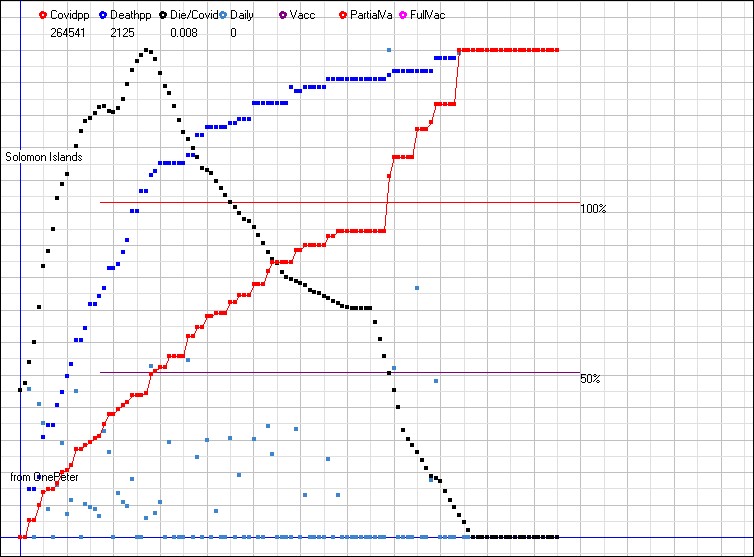 Covidpp Deathpp Die/Covid Daily Vacc PartialVa FullVac
264541 2125 0.008 0
Solomon Islands
100%
50%
from OnePeter